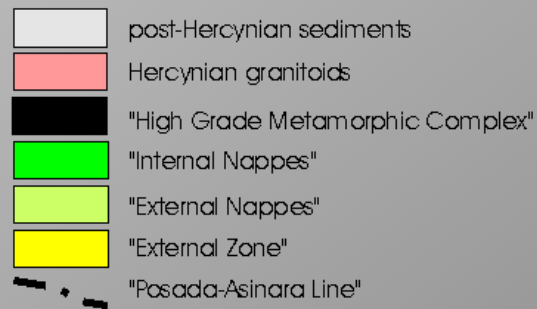 post-Hercynian sediments
Hercynian granitoids
"High Grade Metamorphic Complex"
"Internal Nappes"
"External Nappes"
"External Zone"
"Posada-Asinara Line"